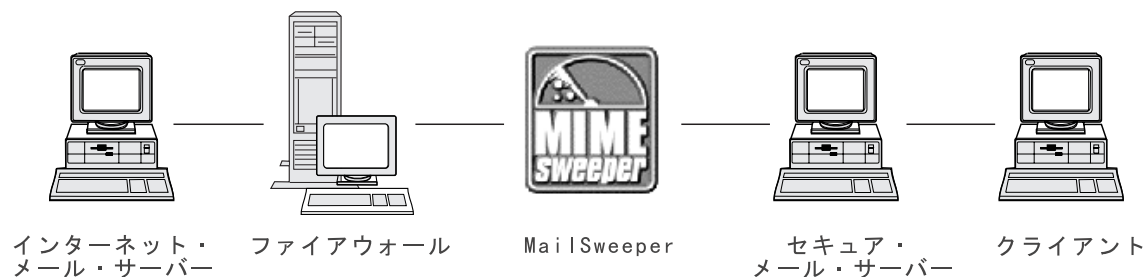 MIME
sweeper
インターネット・
メール・サーバー
ファイアウォール
MailSweeper
セキュア・
メール・サーバー
クライアント